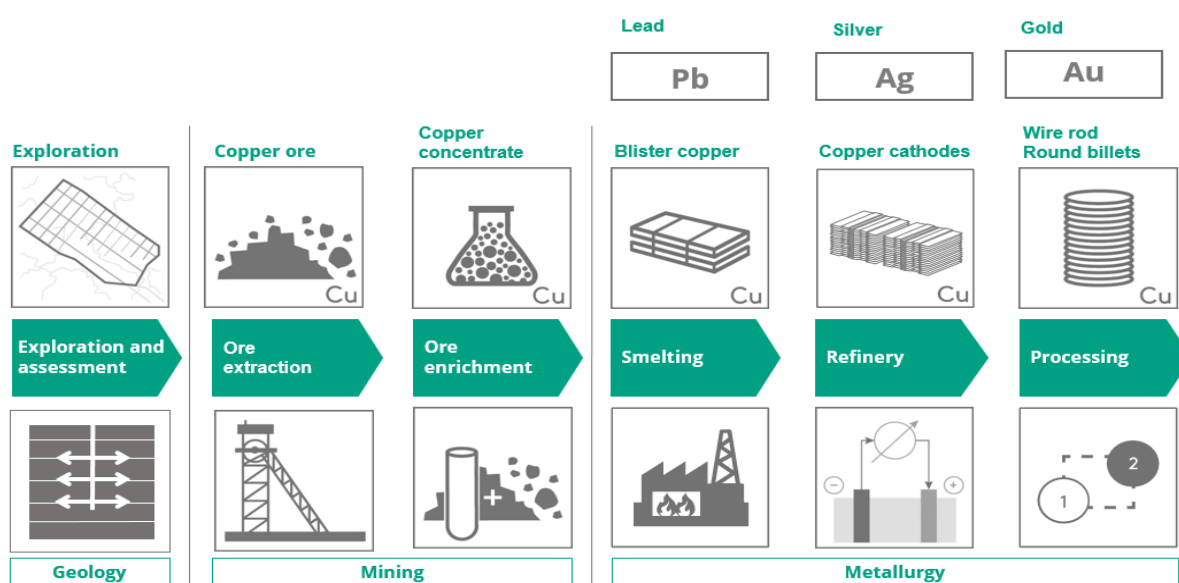 Lead
Silver
Gold
Pb
Ag
Au
Exploration
Copper ore
Copper
concentrate
Blister copper
Copper cathodes
Wire rod
Round billets
Cu
Cu
Cu
Cu
Cu
Exploration and
assessment
Ore
extraction
Ore
enrichment
Smelting
Refinery
Processing
+
−
+
1
2
Geology
Mining
Metallurgy